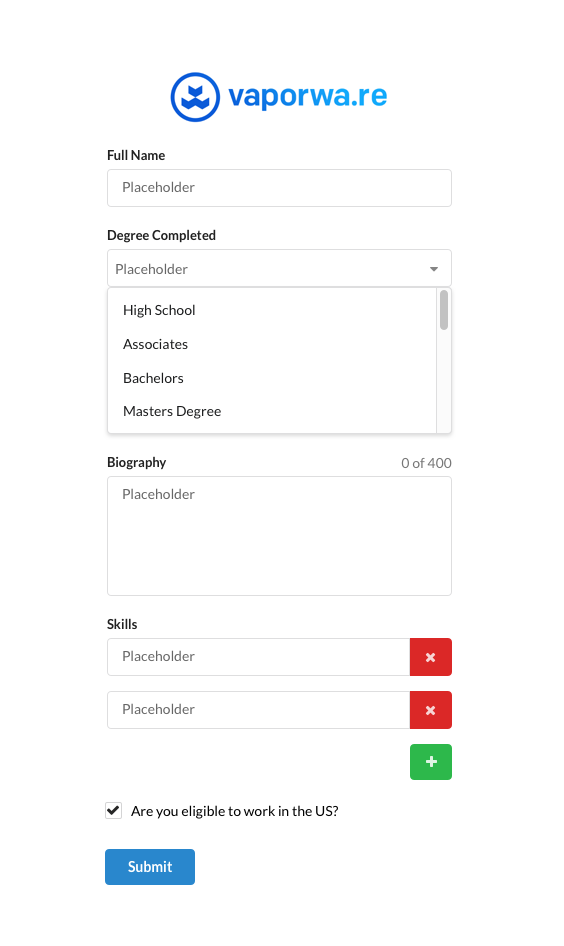 vaporwa.re
Full Name
Placeholder
Degree Completed
Placeholder
High School
Associates
Bachelors
Masters Degree
Biography 0 of 400
Placeholder
Skills
Placeholder
Placeholder
Are you eligible to work in the US?
Submit